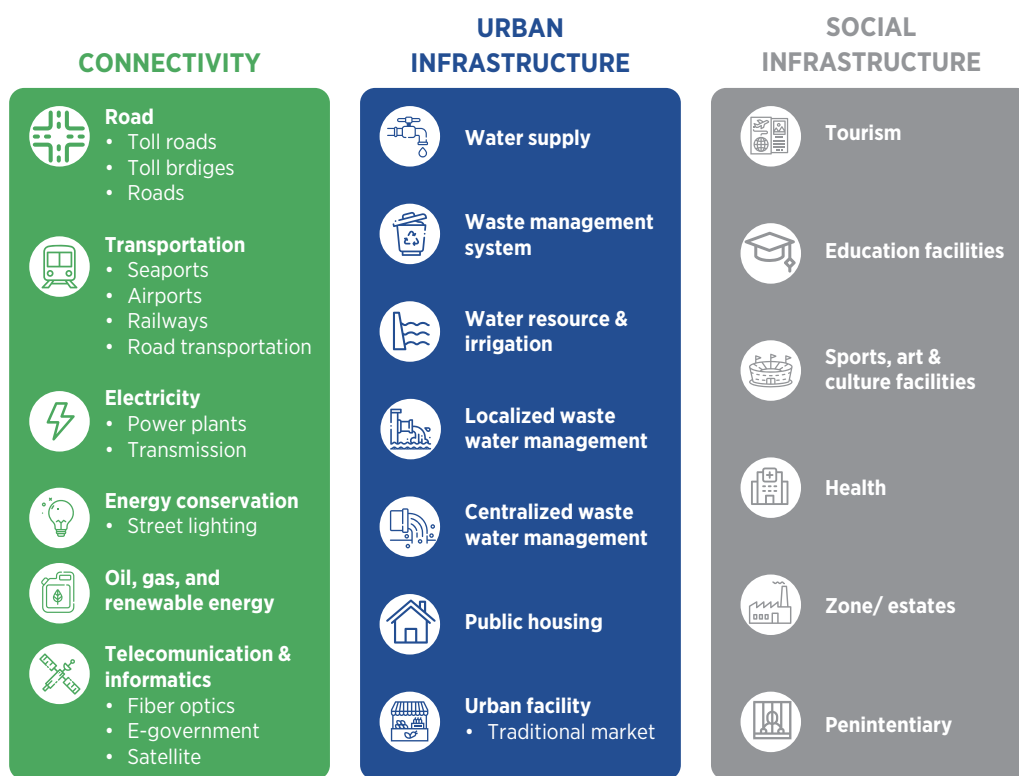 CONNECTIVITY
Road
• Toll roads
• Toll brdiges
• Roads
Transportation
• Seaports
• Airports
• Railways
• Road transportation
Electricity
• Power plants
• Transmission
Energy conservation
• Street lighting
Oil, gas, and
renewable energy
Telecomunication &
informatics
• Fiber optics
• E-government
• Satellite
URBAN
INFRASTRUCTURE
Water supply
Waste management
system
Water resource &
irrigation
Localized waste
water management
Centralized waste
water management
Public housing
Urban facility
• Traditional market
SOCIAL
INFRASTRUCTURE
Tourism
Education facilities
Sports, art &
culture facilities
Health
Zone/ estates
Penintentiary